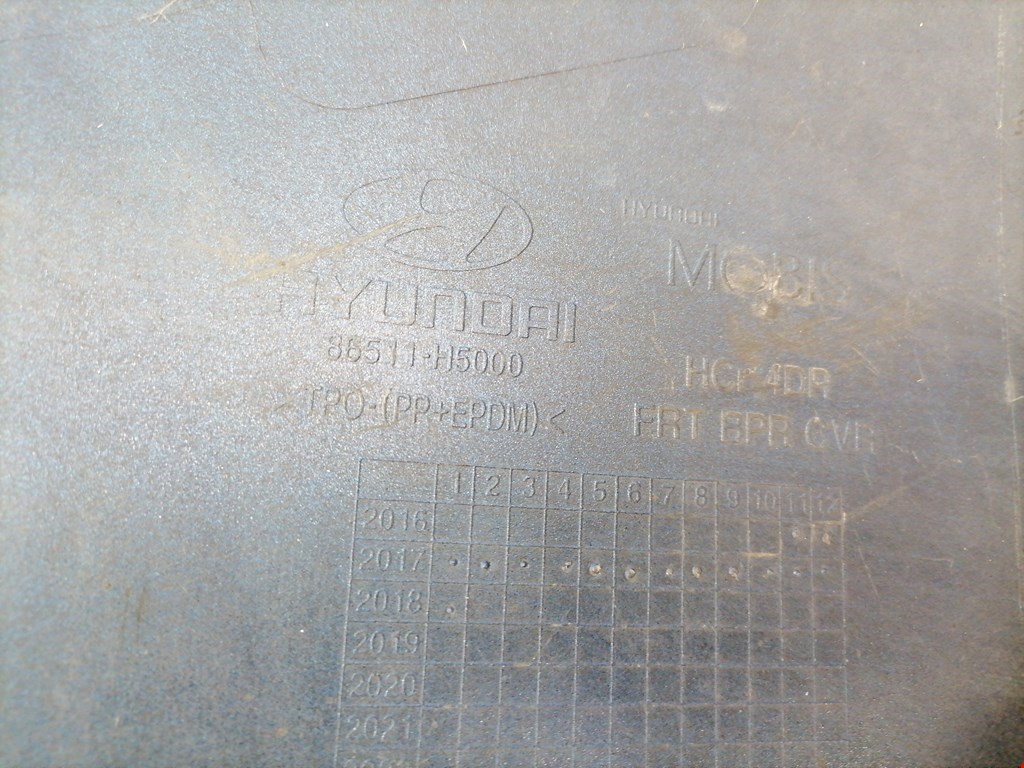 HYUNDAI
86511-H5000
TPO-(PP+EPDM)<
HYUNDAI
MOBIS
HCr 4DR
FRT BPR CVR
1 2 3 4 5 6 7 8 9 10 11 12
2016
2017
2018
2019
2020
2021